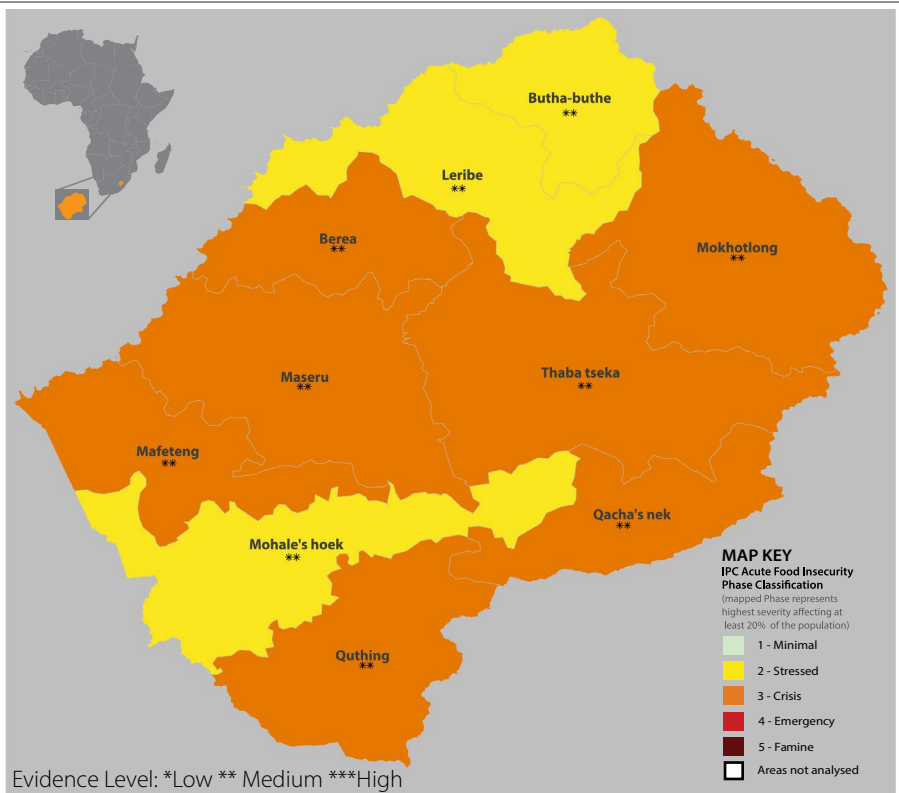 Butha-buthe
**
Leribe
**
Berea
**
Mokhotlong
**
Maseru
**
Thaba tseka
**
Mafeteng
**
Qacha's nek
**
Mohale's hoek
**
Quthing
**
MAP KEY
IPC Acute Food Insecurity
Phase Classification
(mapped Phase represents
highest severity affecting at
least 20% of the population)
1 - Minimal
2 - Stressed
3 - Crisis
4 - Emergency
5 - Famine
Areas not analysed
Evidence Level: *Low ** Medium ***High